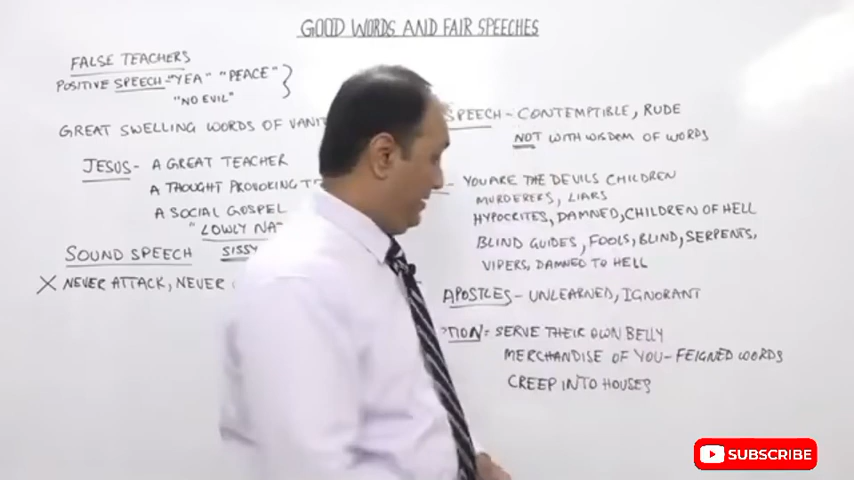 GOOD WORDS AND FAIR SPEECHES
FALSE TEACHERS
POSITIVE SPEECH- "YEA" "PEACE"
"NO EVIL"
GREAT SWELLING WORDS OF
JESUS- A GREAT TEACHER
A THOUGHT PROVOKING
A SOCIAL GOSPEL
"LOWLY
SOUND SPEECH SISSY
X NEVER ATTACK, NEVER
SPEECH- CONTEMPTIBLE, RUDE
NOT WITH WISDOM OF WORDS
YOU ARE THE DEVILS CHILDREN
MURDERERS, LIARS
HYPOCRITES, DAMNED, CHILDREN OF HELL
BLIND GUIDES, FOOLS, BLIND, SERPENTS,
VIPERS, DAMNED TO HELL
APOSTLES- UNLEARNED, IGNORANT
TION= SERVE THEIR OWN BELLY
MERCHANDISE OF YOU- FEIGNED WORDS
CREEP INTO HOUSES
SUBSCRIBE